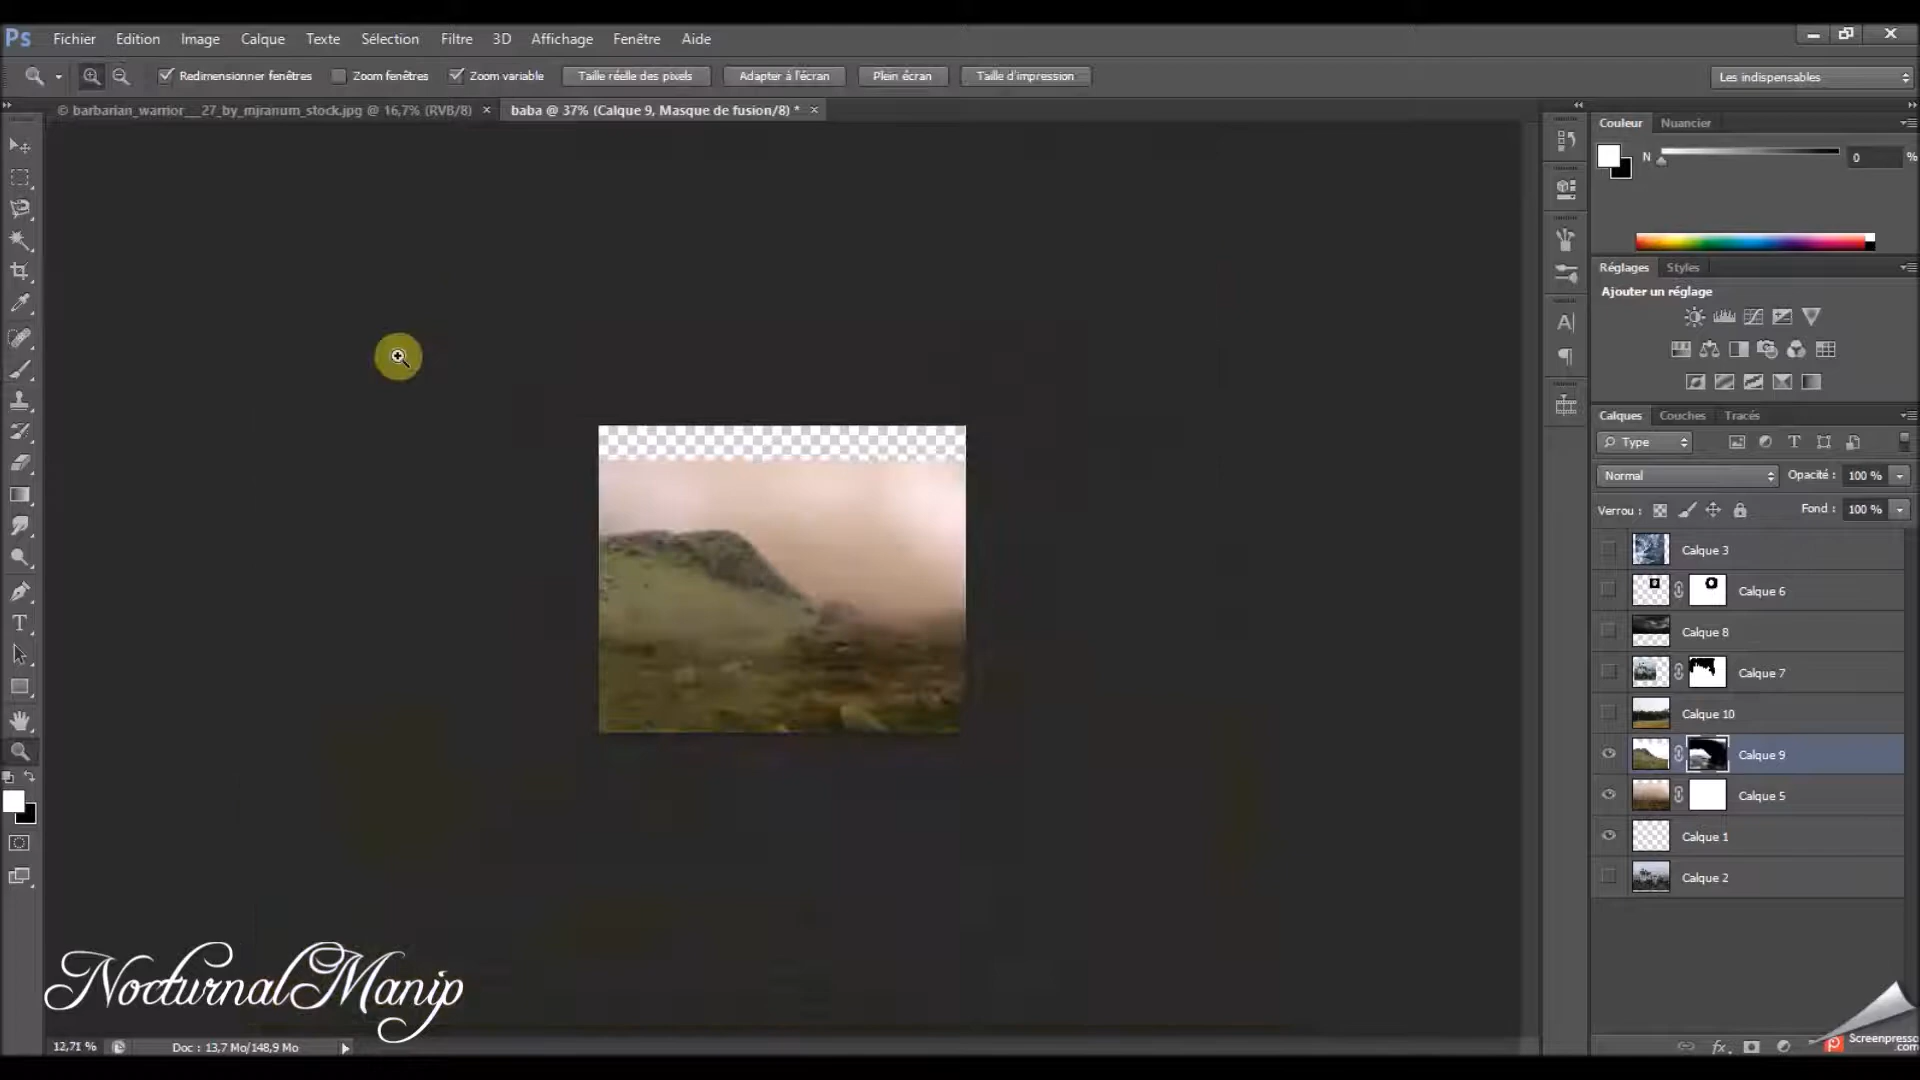 Ps Fichier Edition Image Calque Texte Sélection Filtre 3D Affichage Fenêtre Aide
Redimensionner fenêtres Zoom fenêtres Zoom variable Taille réelle des pixels Adapter à l'écran Plein écran Taille d'impression Les indispensables
© barbarian_warrior__27_by_mjranum_stock.jpg @ 16,7% (RVB/8) × baba @ 37% (Calque 9, Masque de fusion/8) * ×
Couleur Nuancier
N 0 %
Réglages Styles
Ajouter un réglage
Calques Couches Tracés
Type
Normal Opacité : 100 %
Verrou : Fond : 100 %
Calque 3
Calque 6
Calque 8
Calque 7
Calque 10
Calque 9
Calque 5
Calque 1
Calque 2
NocturnalManip
12,71 % Doc : 13,7 Mo/148,9 Mo
Screenpresso
.com